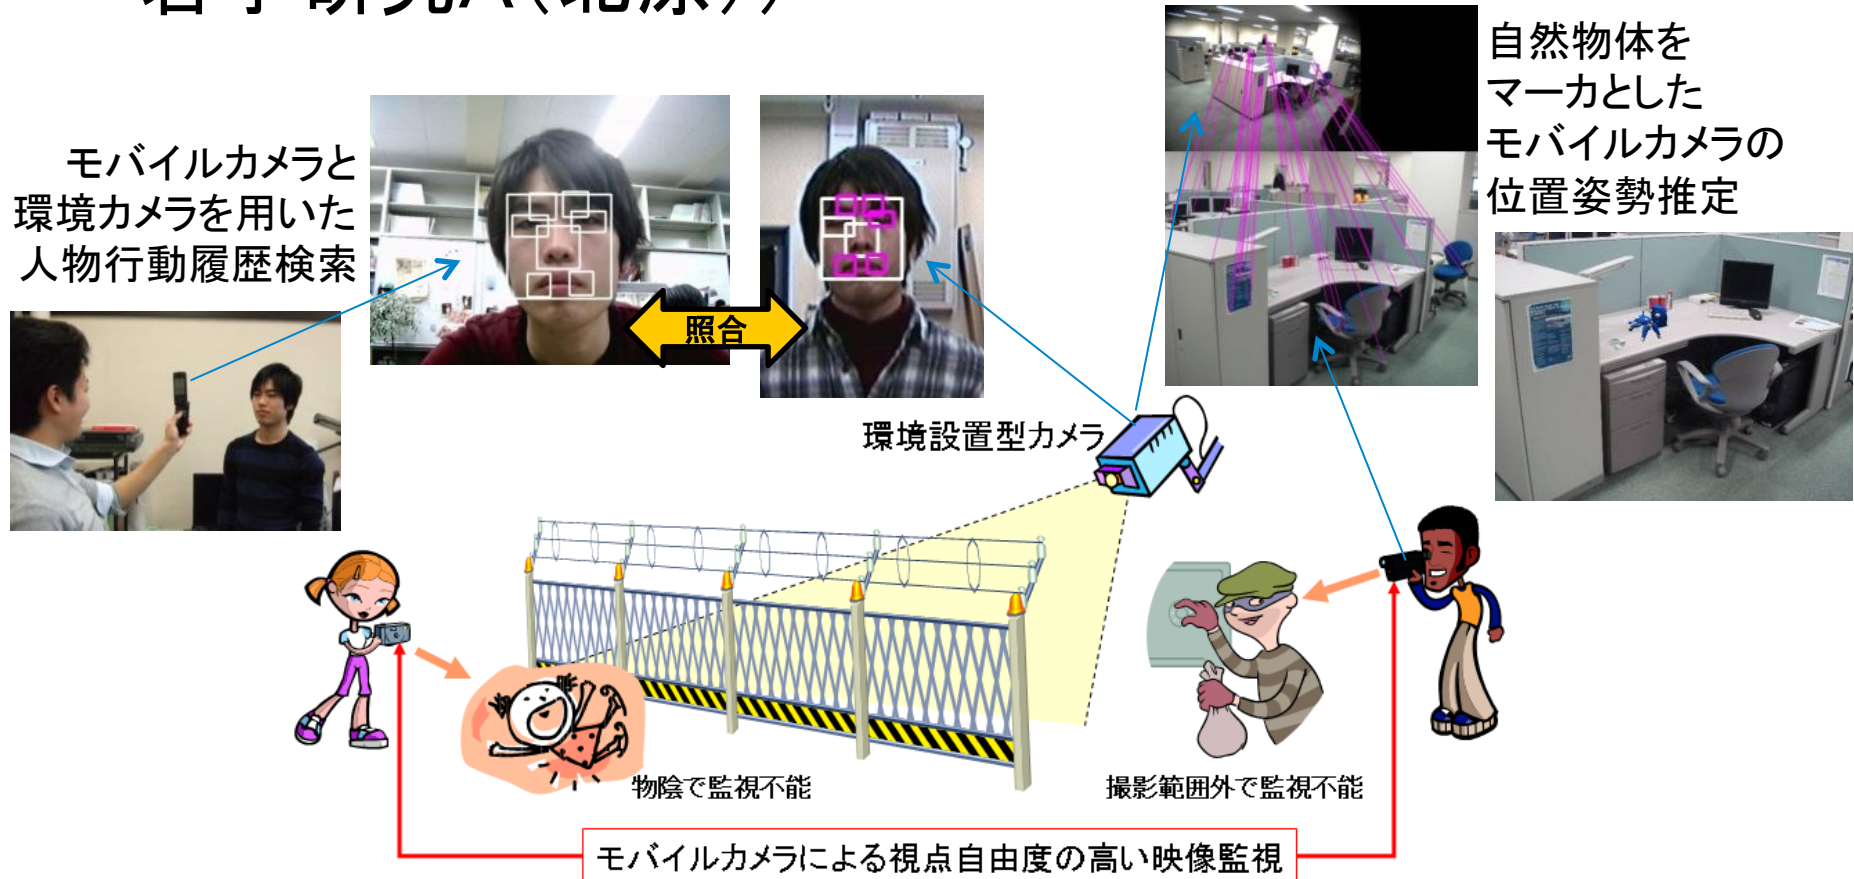 モバイルカメラと
環境カメラを用いた
人物行動履歴検索
照合
自然物体を
マーカとした
モバイルカメラの
位置姿勢推定
環境設置型カメラ
物陰で監視不能
撮影範囲外で監視不能
モバイルカメラによる視点自由度の高い映像監視